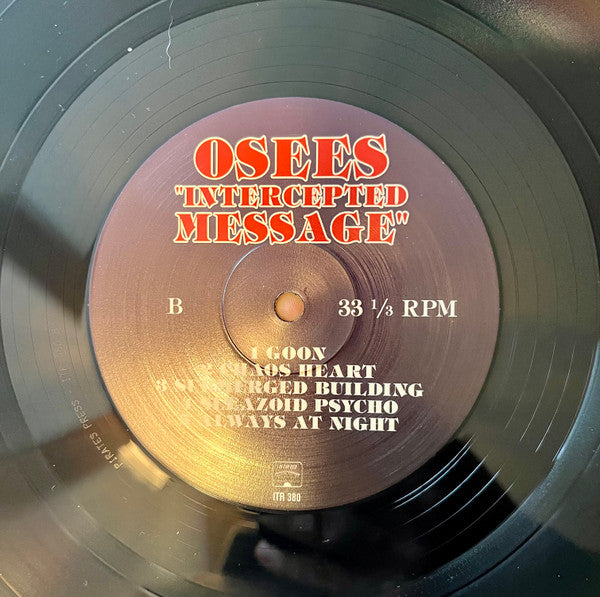 OSEES
"INTERCEPTED
MESSAGE"
B 33 1/3 RPM
1 GOON
2 CHAOS HEART
3 SUBMERGED BUILDING
4 SLEAZOID PSYCHO
5 ALWAYS AT NIGHT
ITR 380
PIRATES PRESS